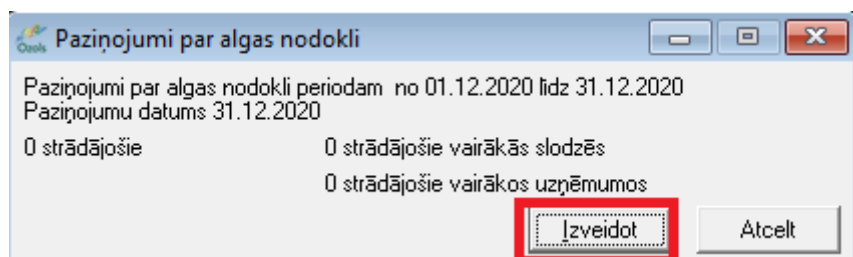 Ozols Paziņojumi par algas nodokli
Paziņojumi par algas nodokli periodam no 01.12.2020 līdz 31.12.2020
Paziņojumu datums 31.12.2020
0 strādājošie 0 strādājošie vairākās slodzēs
0 strādājošie vairākos uzņēmumos
Izveidot Atcelt